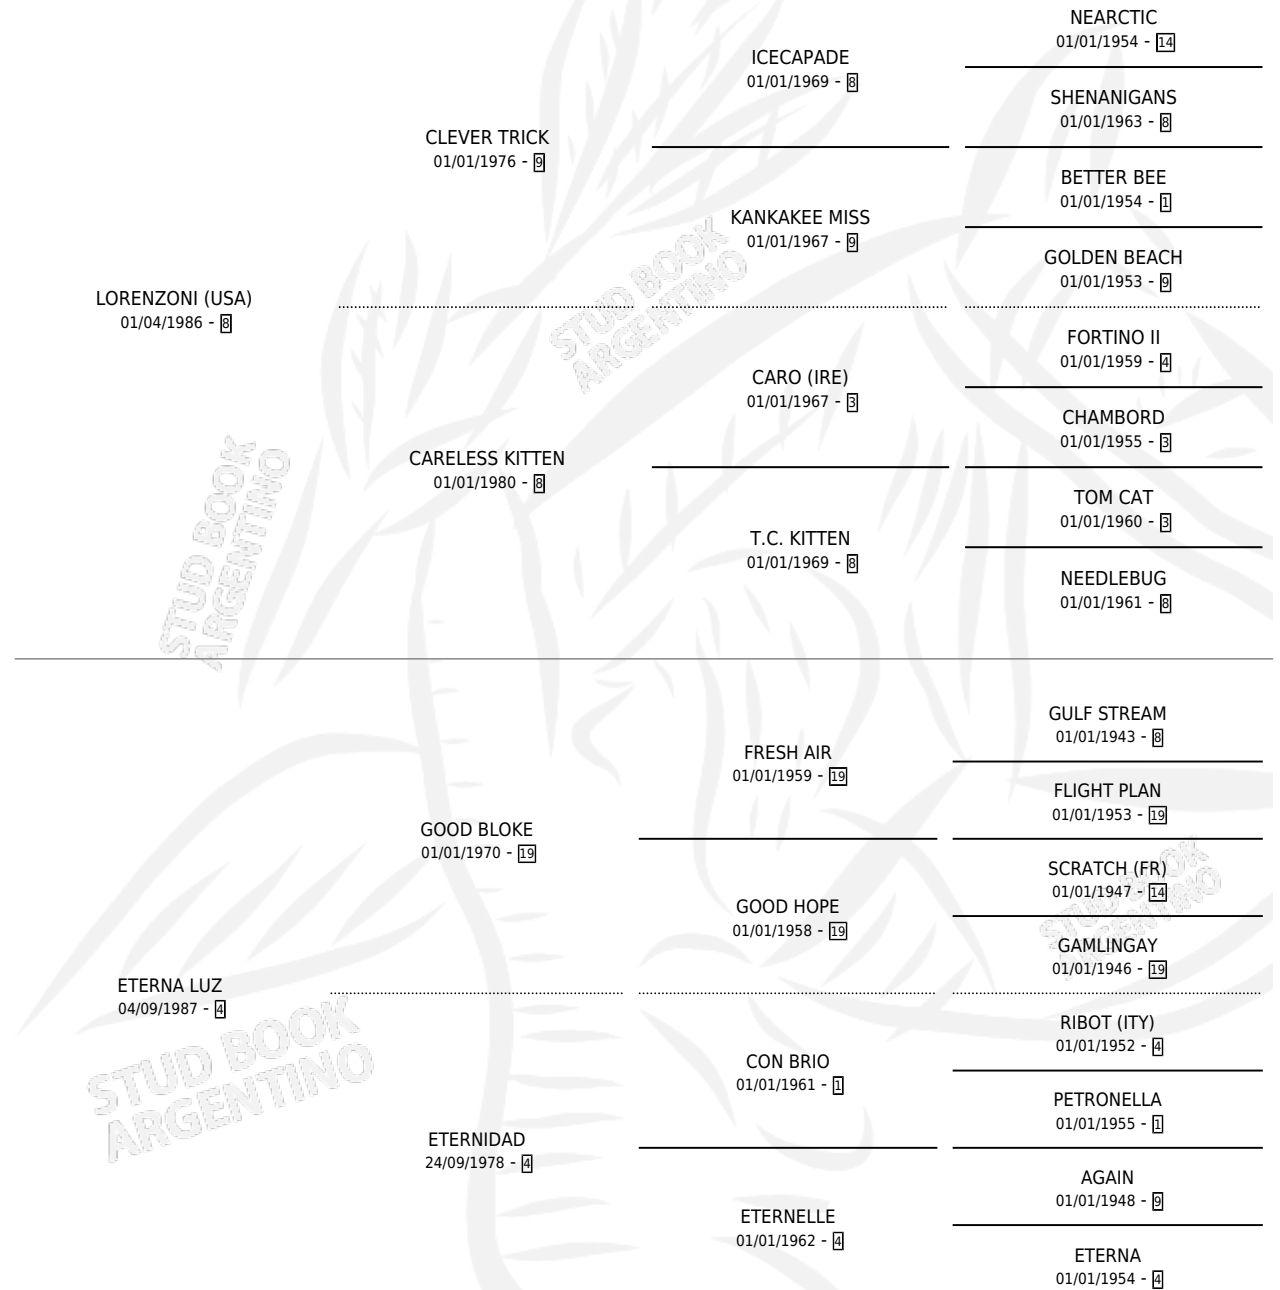 NEARCTIC
01/01/1954 - 14
ICECAPADE
01/01/1969 - 8
SHENANIGANS
01/01/1963 - 8
CLEVER TRICK
01/01/1976 - 9
BETTER BEE
01/01/1954 - 1
KANKAKEE MISS
01/01/1967 - 9
GOLDEN BEACH
01/01/1953 - 9
LORENZONI (USA)
01/04/1986 - 8
FORTINO II
01/01/1959 - 4
CARO (IRE)
01/01/1967 - 3
CHAMBORD
01/01/1955 - 3
CARELESS KITTEN
01/01/1980 - 8
TOM CAT
01/01/1960 - 3
T.C. KITTEN
01/01/1969 - 8
NEEDLEBUG
01/01/1961 - 8
GULF STREAM
01/01/1943 - 8
FRESH AIR
01/01/1959 - 19
FLIGHT PLAN
01/01/1953 - 19
GOOD BLOKE
01/01/1970 - 19
SCRATCH (FR)
01/01/1947 - 14
GOOD HOPE
01/01/1958 - 19
GAMLINGAY
01/01/1946 - 19
ETERNA LUZ
04/09/1987 - 4
RIBOT (ITY)
01/01/1952 - 4
CON BRIO
01/01/1961 - 1
PETRONELLA
01/01/1955 - 1
ETERNIDAD
24/09/1978 - 4
AGAIN
01/01/1948 - 9
ETERNELLE
01/01/1962 - 4
ETERNA
01/01/1954 - 4
STUD BOOK
ARGENTINO
STUD BOOK
ARGENTINO
STUD BOOK
ARGENTINO
STUD BOOK
ARGENTINO